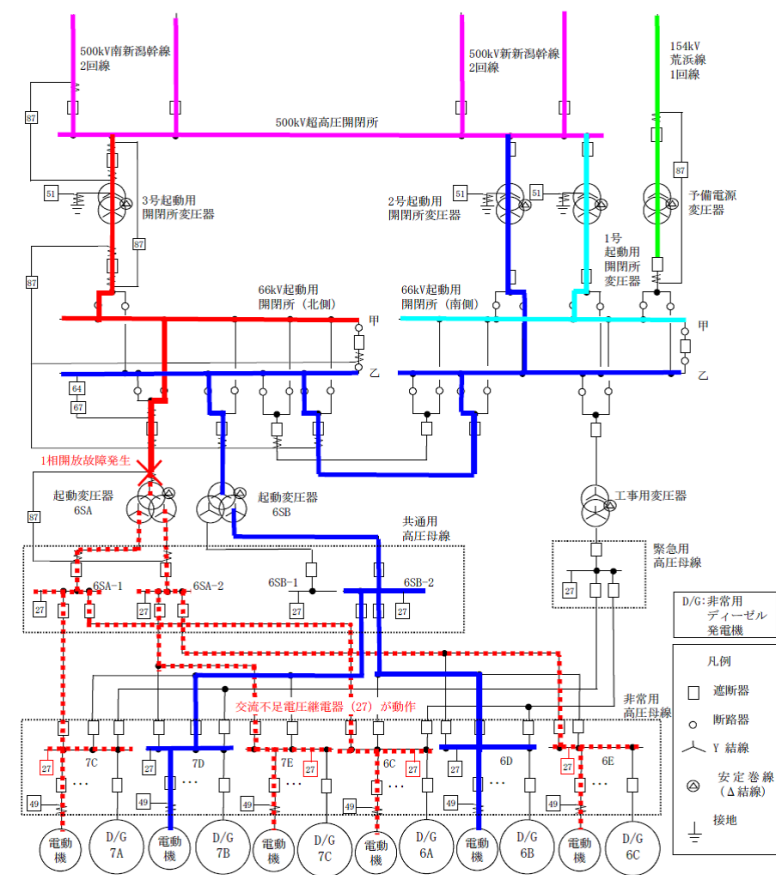 500kV南新潟幹線
2回線
500kV新新潟幹線
2回線
154kV
荒浜線
1回線
87
500kV超高圧開閉所
87
51
3号起動用
開閉所変圧器
87
51
2号起動用
開閉所変圧器
51
予備電源
変圧器
1号
起動用
開閉所
変圧器
87
66kV起動用
開閉所（北側）
甲
66kV起動用
開閉所（南側）
甲
乙
乙
64
67
1相開放故障発生
起動変圧器
6SA
起動変圧器
6SB
工事用変圧器
87
共通用
高圧母線
緊急用
高圧母線
6SA-1
6SA-2
6SB-1
6SB-2
27
27
27
27
27
D/G:非常用
ディーゼル
発電機
凡例
遮断器
断路器
Y 結線
安定巻線
(Δ結線)
接地
交流不足電圧継電器（27）が動作
非常用
高圧母線
7C
7D
7E
6C
6D
6E
27
27
27
27
27
27
49
49
49
49
49
49
電動
機
D/G
7A
電動
機
D/G
7B
電動
機
D/G
7C
電動
機
D/G
6A
電動
機
D/G
6B
電動
機
D/G
6C